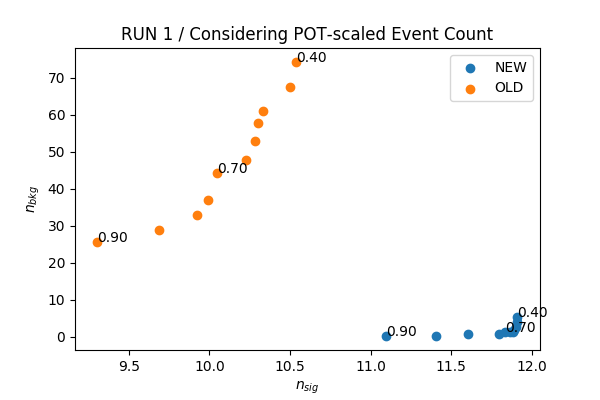 RUN 1 / Considering POT-scaled Event Count
NEW
OLD
0.40
0.70
0.90
0.40
0.70
0.90
70
60
50
40
30
20
10
0
n_bkg
9.5 10.0 10.5 11.0 11.5 12.0
n_sig